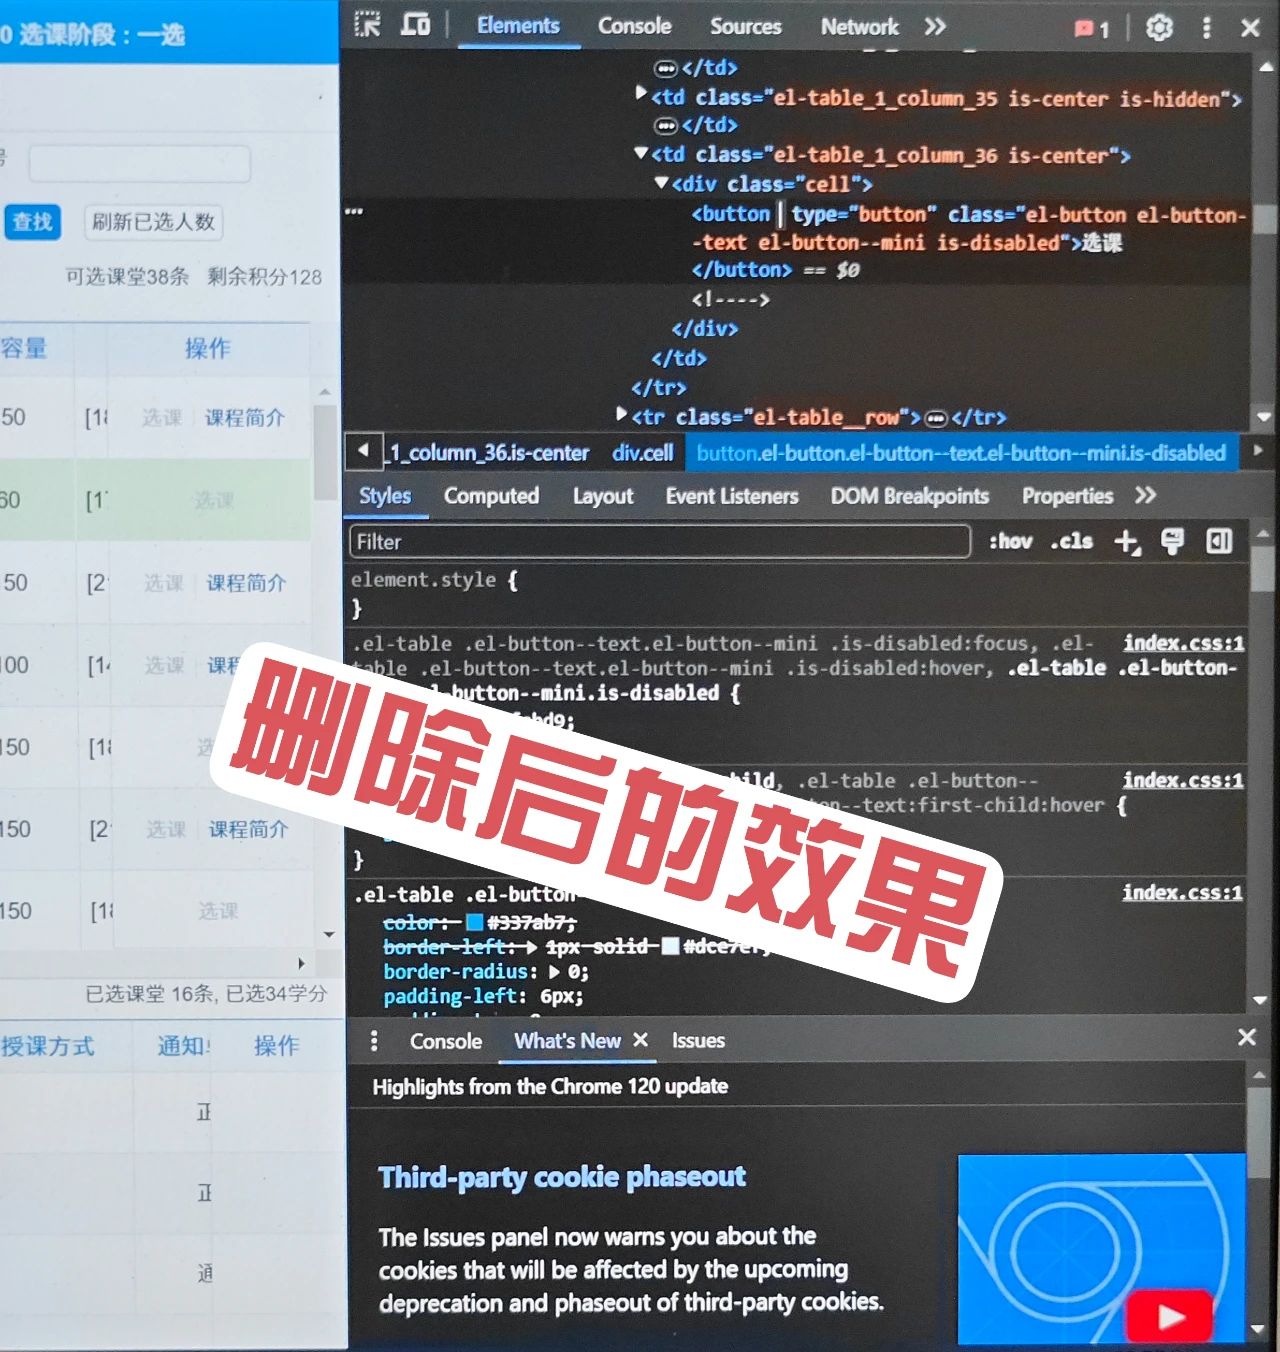 0 选课阶段 : 一选
号
查找
刷新已选人数
可选课堂38条 剩余积分128
容量
操作
50
[18
选课
课程简介
60
[1
选课
50
[2
选课
课程简介
100
[14
选课
课程
150
[18
选
150
[2
选课
课程简介
150
[18
选课
已选课堂 16条, 已选34学分
授课方式
通知
操作
正
正
通
Elements
Console
Sources
Network
1
</td>
<td class="el-table_1_column_35 is-center is-hidden">
</td>
<td class="el-table_1_column_36 is-center">
<div class="cell">
<button type="button" class="el-button el-button-
-text el-button--mini is-disabled">选课
</button> == $0
<!---->
</div>
</td>
</tr>
<tr class="el-table__row"> </tr>
_1_column_36.is-center
div.cell
button.el-button.el-button--text.el-button--mini.is-disabled
Styles
Computed
Layout
Event Listeners
DOM Breakpoints
Properties
Filter
:hov
.cls
element.style {
}
.el-table .el-button--text.el-button--mini .is-disabled:focus, .el-
index.css:1
table .el-button--text.el-button--mini .is-disabled:hover, .el-table .el-button-
button--mini.is-disabled {
bd9;
child, .el-table .el-button--
index.css:1
on--text:first-child:hover {
}
.el-table .el-button
index.css:1
color: #337ab7;
border-left: 1px solid #dce7ef;
border-radius: 0;
padding-left: 6px;
删除后的效果
Console
What's New
Issues
Highlights from the Chrome 120 update
Third-party cookie phaseout
The Issues panel now warns you about the
cookies that will be affected by the upcoming
deprecation and phaseout of third-party cookies.